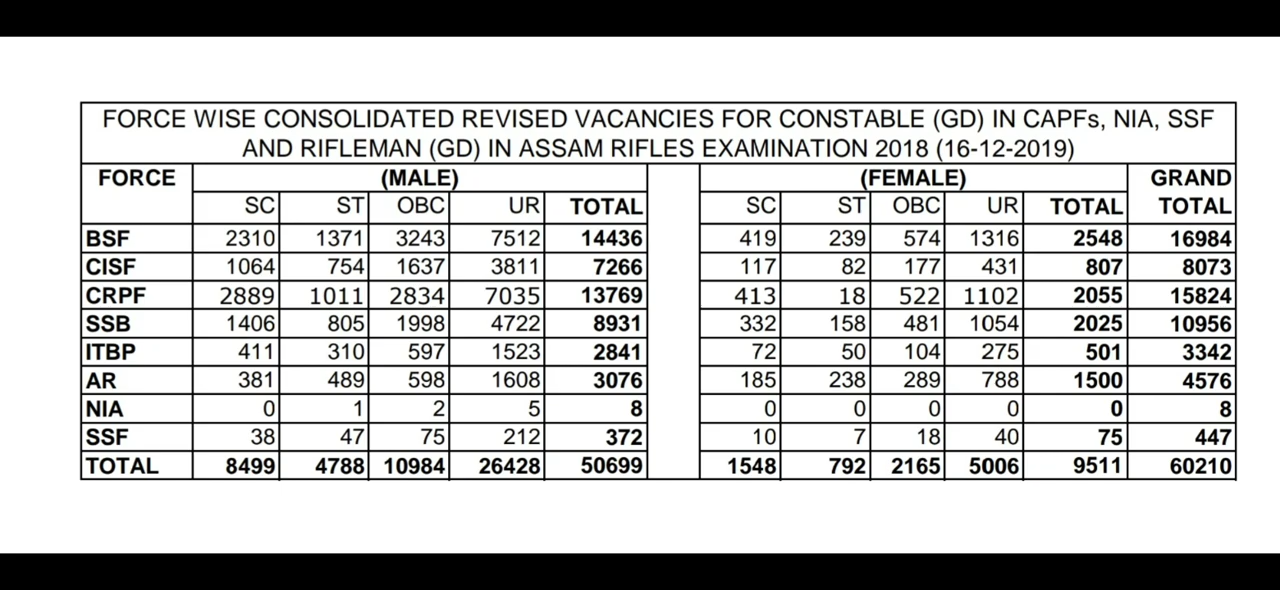 FORCE WISE CONSOLIDATED REVISED VACANCIES FOR CONSTABLE (GD) IN CAPFs, NIA, SSF
AND RIFLEMAN (GD) IN ASSAM RIFLES EXAMINATION 2018 (16-12-2019)
FORCE (MALE) (FEMALE) GRAND
SC ST OBC UR TOTAL SC ST OBC UR TOTAL TOTAL
BSF 2310 1371 3243 7512 14436 419 239 574 1316 2548 16984
CISF 1064 754 1637 3811 7266 117 82 177 431 807 8073
CRPF 2889 1011 2834 7035 13769 413 18 522 1102 2055 15824
SSB 1406 805 1998 4722 8931 332 158 481 1054 2025 10956
ITBP 411 310 597 1523 2841 72 50 104 275 501 3342
AR 381 489 598 1608 3076 185 238 289 788 1500 4576
NIA 0 1 2 5 8 0 0 0 0 0 8
SSF 38 47 75 212 372 10 7 18 40 75 447
TOTAL 8499 4788 10984 26428 50699 1548 792 2165 5006 9511 60210